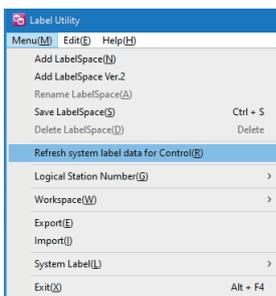 Label Utility
Menu(M) Edit(E) Help(H)
Add LabelSpace(N)
Add LabelSpace Ver.2
Rename LabelSpace(A)
Save LabelSpace(S) Ctrl + S
Delete LabelSpace(D) Delete
Refresh system label data for Control(R)
Logical Station Number(G) >
Workspace(W) >
Export(E)
Import(I)
System Label(L) >
Exit(X) Alt + F4